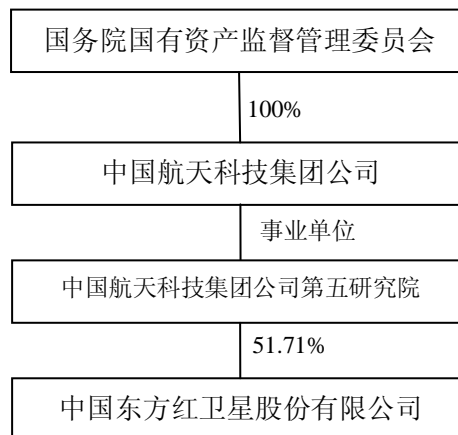 国务院国有资产监督管理委员会
100%
中国航天科技集团公司
事业单位
中国航天科技集团公司第五研究院
51.71%
中国东方红卫星股份有限公司